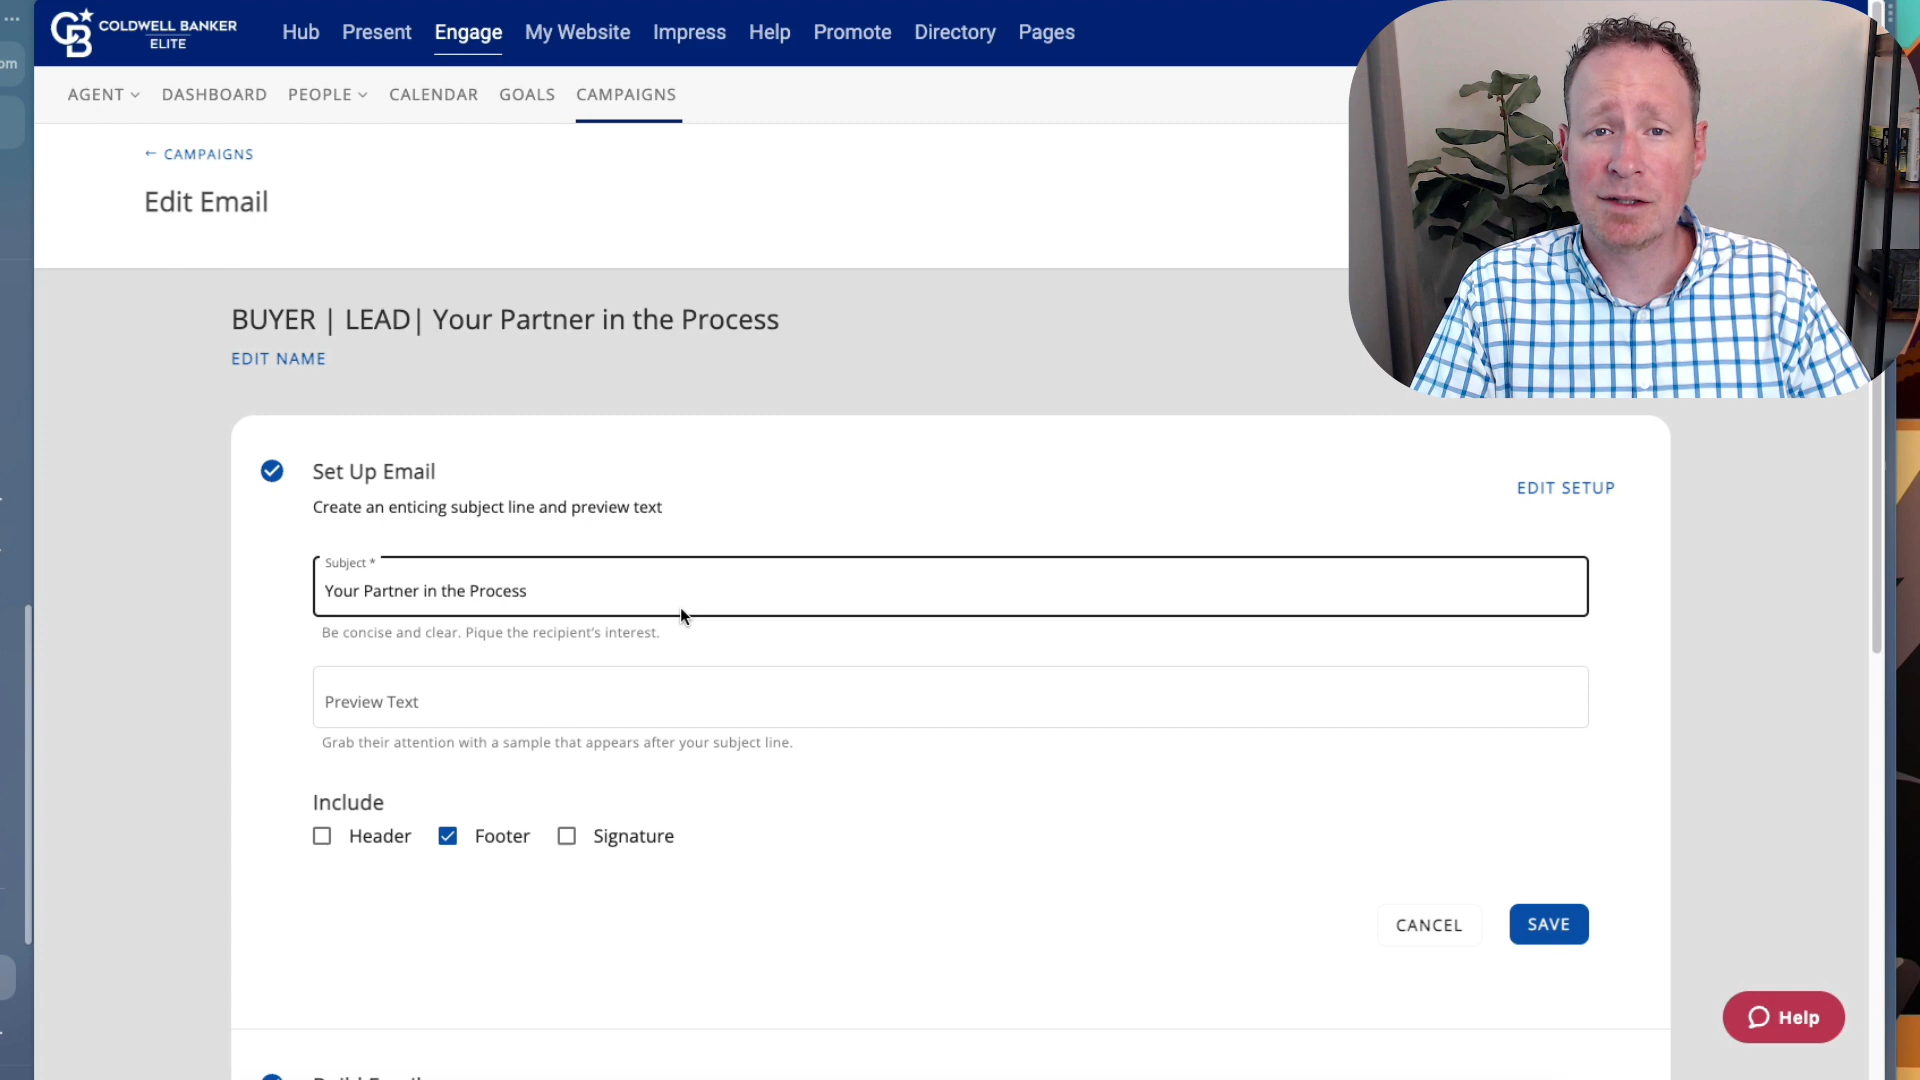 COLDWELL BANKER
ELITE
Hub Present Engage My Website Impress Help Promote Directory Pages
om
AGENT DASHBOARD PEOPLE CALENDAR GOALS CAMPAIGNS
← CAMPAIGNS
Edit Email
BUYER | LEAD| Your Partner in the Process
EDIT NAME
Set Up Email
EDIT SETUP
Create an enticing subject line and preview text
Subject *
Your Partner in the Process
Be concise and clear. Pique the recipient's interest.
Preview Text
Grab their attention with a sample that appears after your subject line.
Include
Header Footer Signature
CANCEL SAVE
Help